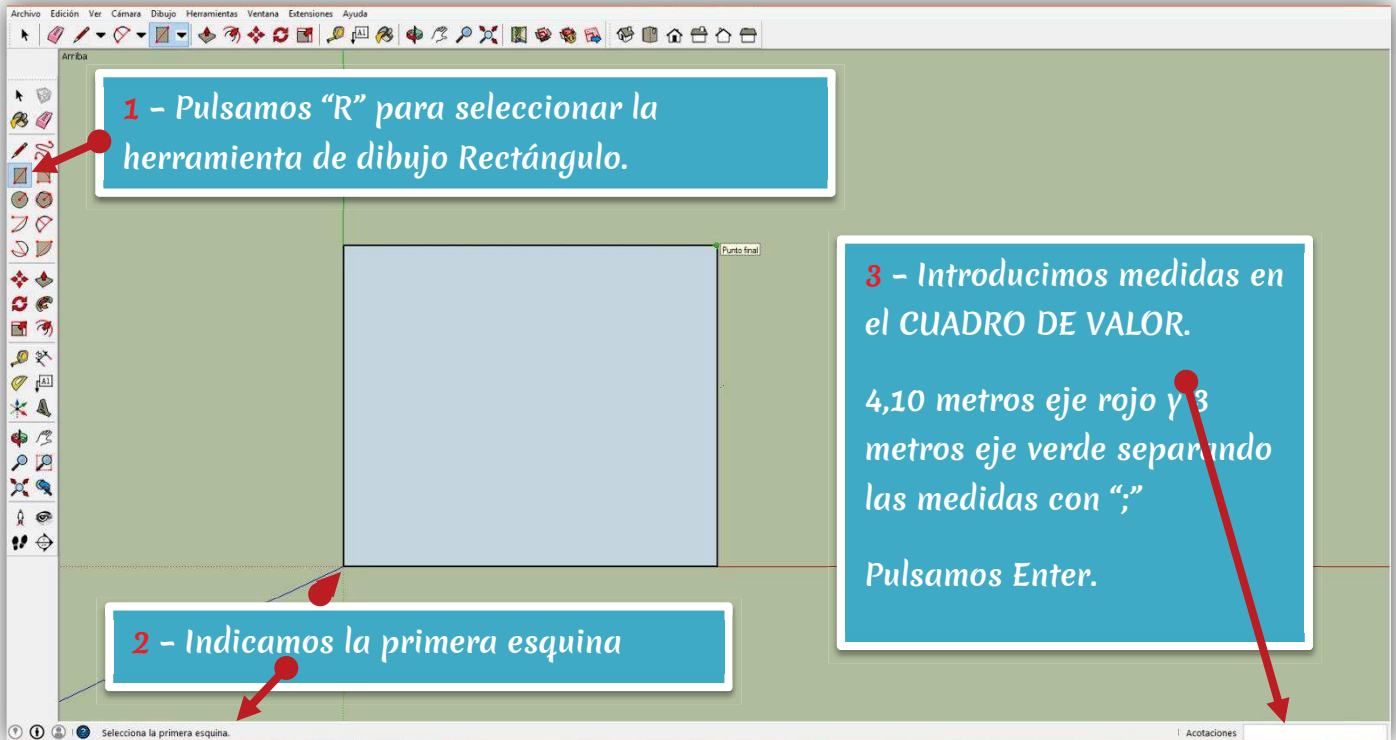 Archivo Edición Ver Cámara Dibujo Herramientas Ventana Extensiones Ayuda
A1
Arriba
1 – Pulsamos “R” para seleccionar la
herramienta de dibujo Rectángulo.
Punto final
3 – Introducimos medidas en
el CUADRO DE VALOR.
4,10 metros eje rojo y 3
metros eje verde separando
las medidas con “;”
Pulsamos Enter.
A1
2 – Indicamos la primera esquina
Selecciona la primera esquina.
Acotaciones